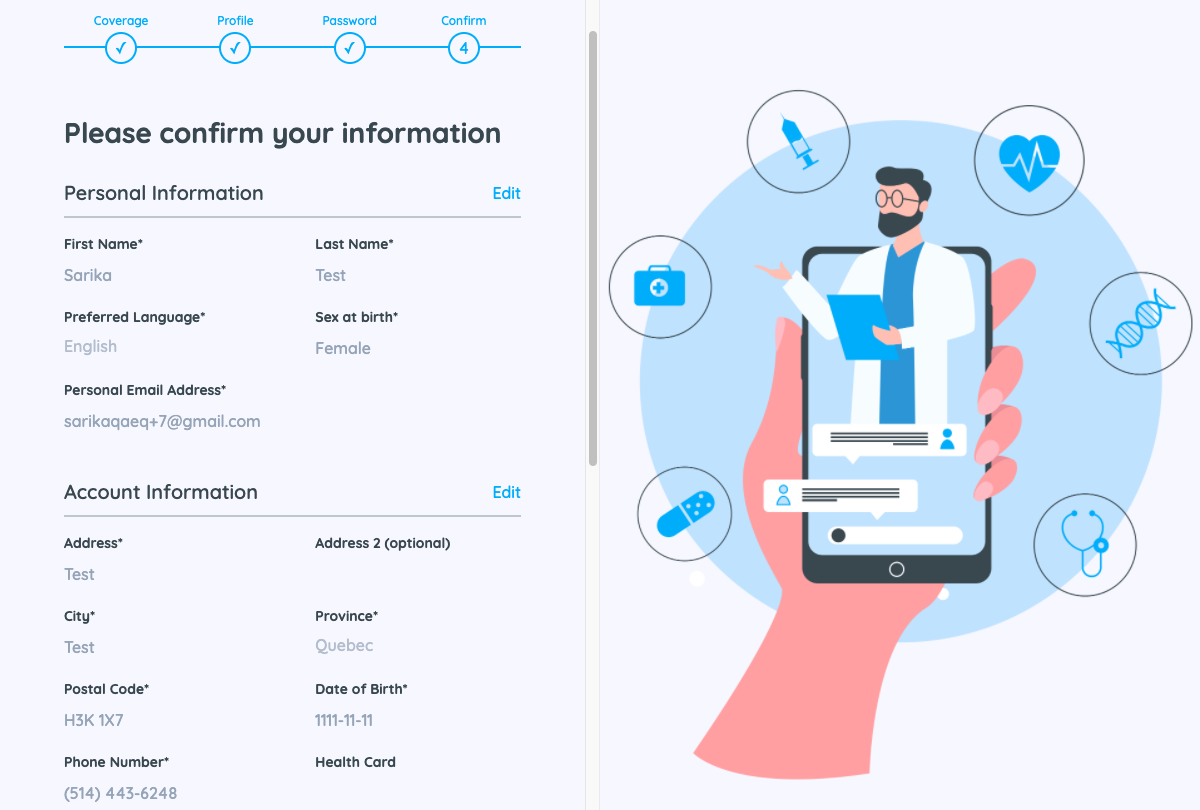 Coverage Profile Password Confirm
4
Please confirm your information
Personal Information Edit
First Name* Last Name*
Sarika Test
Preferred Language* Sex at birth*
English Female
Personal Email Address*
sarikaqaeq+7@gmail.com
Account Information Edit
Address* Address 2 (optional)
Test
City* Province*
Test Quebec
Postal Code* Date of Birth*
H3K 1X7 1111-11-11
Phone Number* Health Card
(514) 443-6248